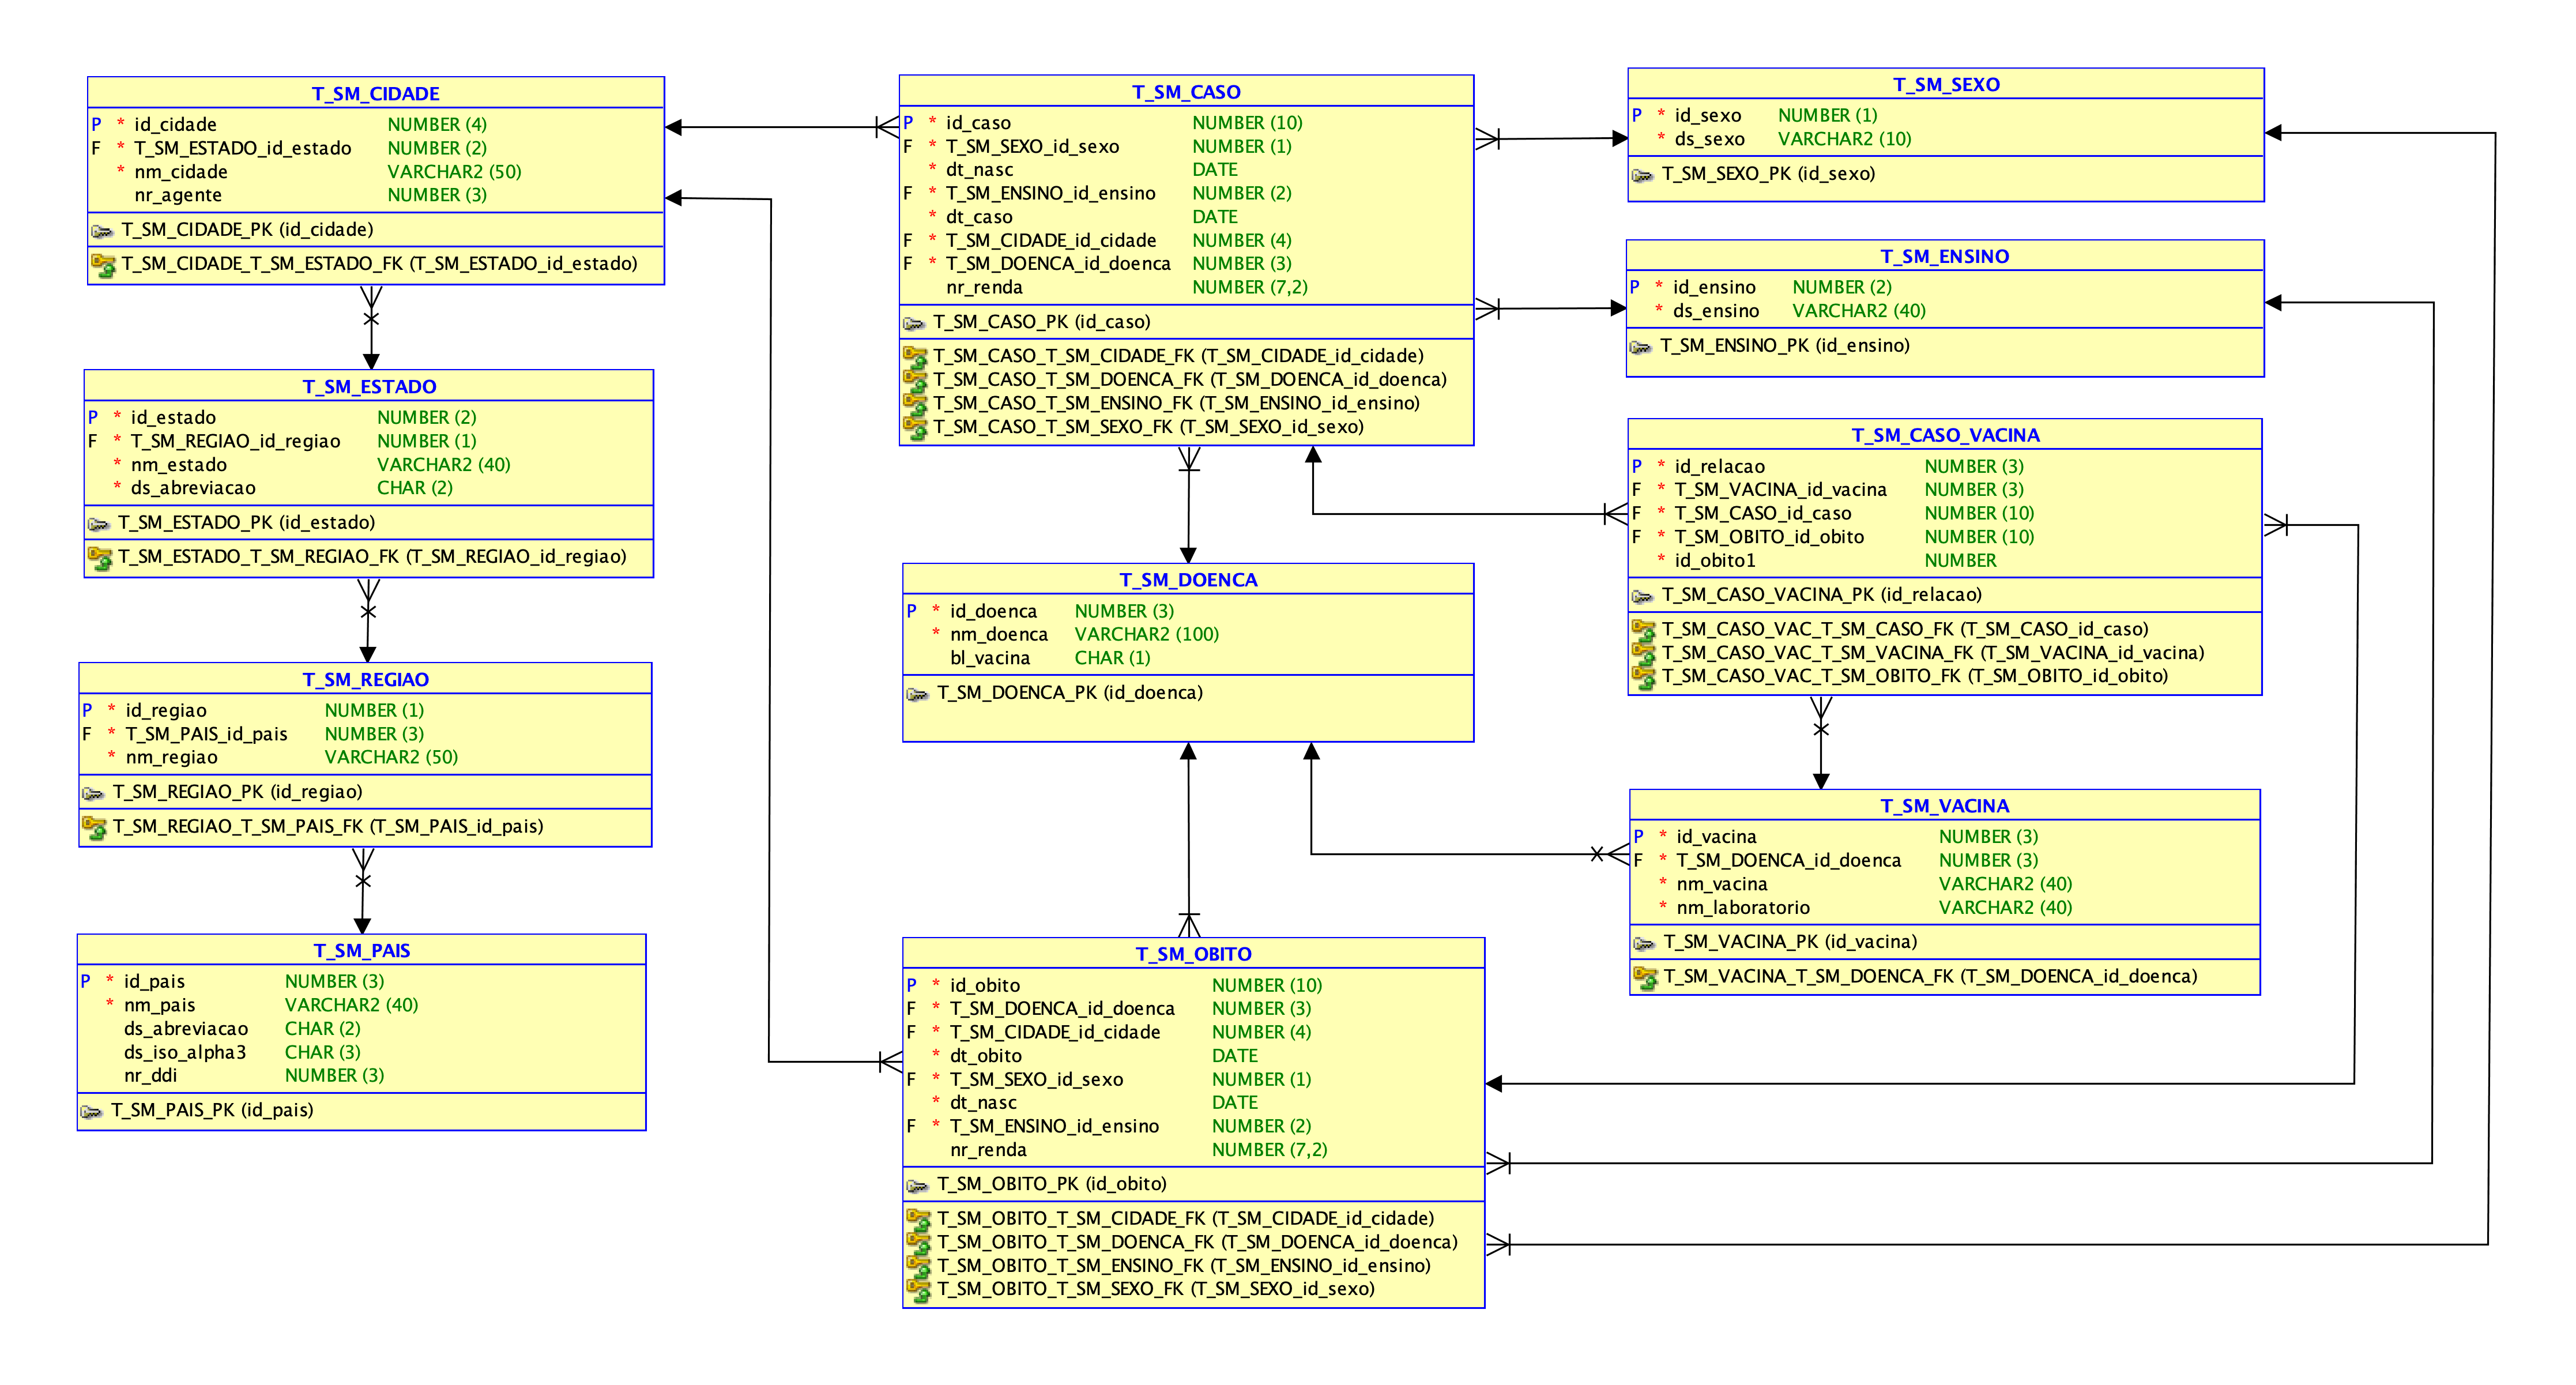 T_SM_CIDADE
P * id_cidade NUMBER (4)
F * T_SM_ESTADO_id_estado NUMBER (2)
* nm_cidade VARCHAR2 (50)
nr_agente NUMBER (3)
T_SM_CIDADE_PK (id_cidade)
T_SM_CIDADE_T_SM_ESTADO_FK (T_SM_ESTADO_id_estado)
T_SM_ESTADO
P * id_estado NUMBER (2)
F * T_SM_REGIAO_id_regiao NUMBER (1)
* nm_estado VARCHAR2 (40)
* ds_abreviacao CHAR (2)
T_SM_ESTADO_PK (id_estado)
T_SM_ESTADO_T_SM_REGIAO_FK (T_SM_REGIAO_id_regiao)
T_SM_REGIAO
P * id_regiao NUMBER (1)
F * T_SM_PAIS_id_pais NUMBER (3)
* nm_regiao VARCHAR2 (50)
T_SM_REGIAO_PK (id_regiao)
T_SM_REGIAO_T_SM_PAIS_FK (T_SM_PAIS_id_pais)
T_SM_PAIS
P * id_pais NUMBER (3)
* nm_pais VARCHAR2 (40)
ds_abreviacao CHAR (2)
ds_iso_alpha3 CHAR (3)
nr_ddi NUMBER (3)
T_SM_PAIS_PK (id_pais)
T_SM_CASO
P * id_caso NUMBER (10)
F * T_SM_SEXO_id_sexo NUMBER (1)
* dt_nasc DATE
F * T_SM_ENSINO_id_ensino NUMBER (2)
* dt_caso DATE
F * T_SM_CIDADE_id_cidade NUMBER (4)
F * T_SM_DOENCA_id_doenca NUMBER (3)
nr_renda NUMBER (7,2)
T_SM_CASO_PK (id_caso)
T_SM_CASO_T_SM_CIDADE_FK (T_SM_CIDADE_id_cidade)
T_SM_CASO_T_SM_DOENCA_FK (T_SM_DOENCA_id_doenca)
T_SM_CASO_T_SM_ENSINO_FK (T_SM_ENSINO_id_ensino)
T_SM_CASO_T_SM_SEXO_FK (T_SM_SEXO_id_sexo)
T_SM_DOENCA
P * id_doenca NUMBER (3)
* nm_doenca VARCHAR2 (100)
bl_vacina CHAR (1)
T_SM_DOENCA_PK (id_doenca)
T_SM_OBITO
P * id_obito NUMBER (10)
F * T_SM_DOENCA_id_doenca NUMBER (3)
F * T_SM_CIDADE_id_cidade NUMBER (4)
* dt_obito DATE
F * T_SM_SEXO_id_sexo NUMBER (1)
* dt_nasc DATE
F * T_SM_ENSINO_id_ensino NUMBER (2)
nr_renda NUMBER (7,2)
T_SM_OBITO_PK (id_obito)
T_SM_OBITO_T_SM_CIDADE_FK (T_SM_CIDADE_id_cidade)
T_SM_OBITO_T_SM_DOENCA_FK (T_SM_DOENCA_id_doenca)
T_SM_OBITO_T_SM_ENSINO_FK (T_SM_ENSINO_id_ensino)
T_SM_OBITO_T_SM_SEXO_FK (T_SM_SEXO_id_sexo)
T_SM_SEXO
P * id_sexo NUMBER (1)
* ds_sexo VARCHAR2 (10)
T_SM_SEXO_PK (id_sexo)
T_SM_ENSINO
P * id_ensino NUMBER (2)
* ds_ensino VARCHAR2 (40)
T_SM_ENSINO_PK (id_ensino)
T_SM_CASO_VACINA
P * id_relacao NUMBER (3)
F * T_SM_VACINA_id_vacina NUMBER (3)
F * T_SM_CASO_id_caso NUMBER (10)
F * T_SM_OBITO_id_obito NUMBER (10)
* id_obito1 NUMBER
T_SM_CASO_VACINA_PK (id_relacao)
T_SM_CASO_VAC_T_SM_CASO_FK (T_SM_CASO_id_caso)
T_SM_CASO_VAC_T_SM_VACINA_FK (T_SM_VACINA_id_vacina)
T_SM_CASO_VAC_T_SM_OBITO_FK (T_SM_OBITO_id_obito)
T_SM_VACINA
P * id_vacina NUMBER (3)
F * T_SM_DOENCA_id_doenca NUMBER (3)
* nm_vacina VARCHAR2 (40)
* nm_laboratorio VARCHAR2 (40)
T_SM_VACINA_PK (id_vacina)
T_SM_VACINA_T_SM_DOENCA_FK (T_SM_DOENCA_id_doenca)